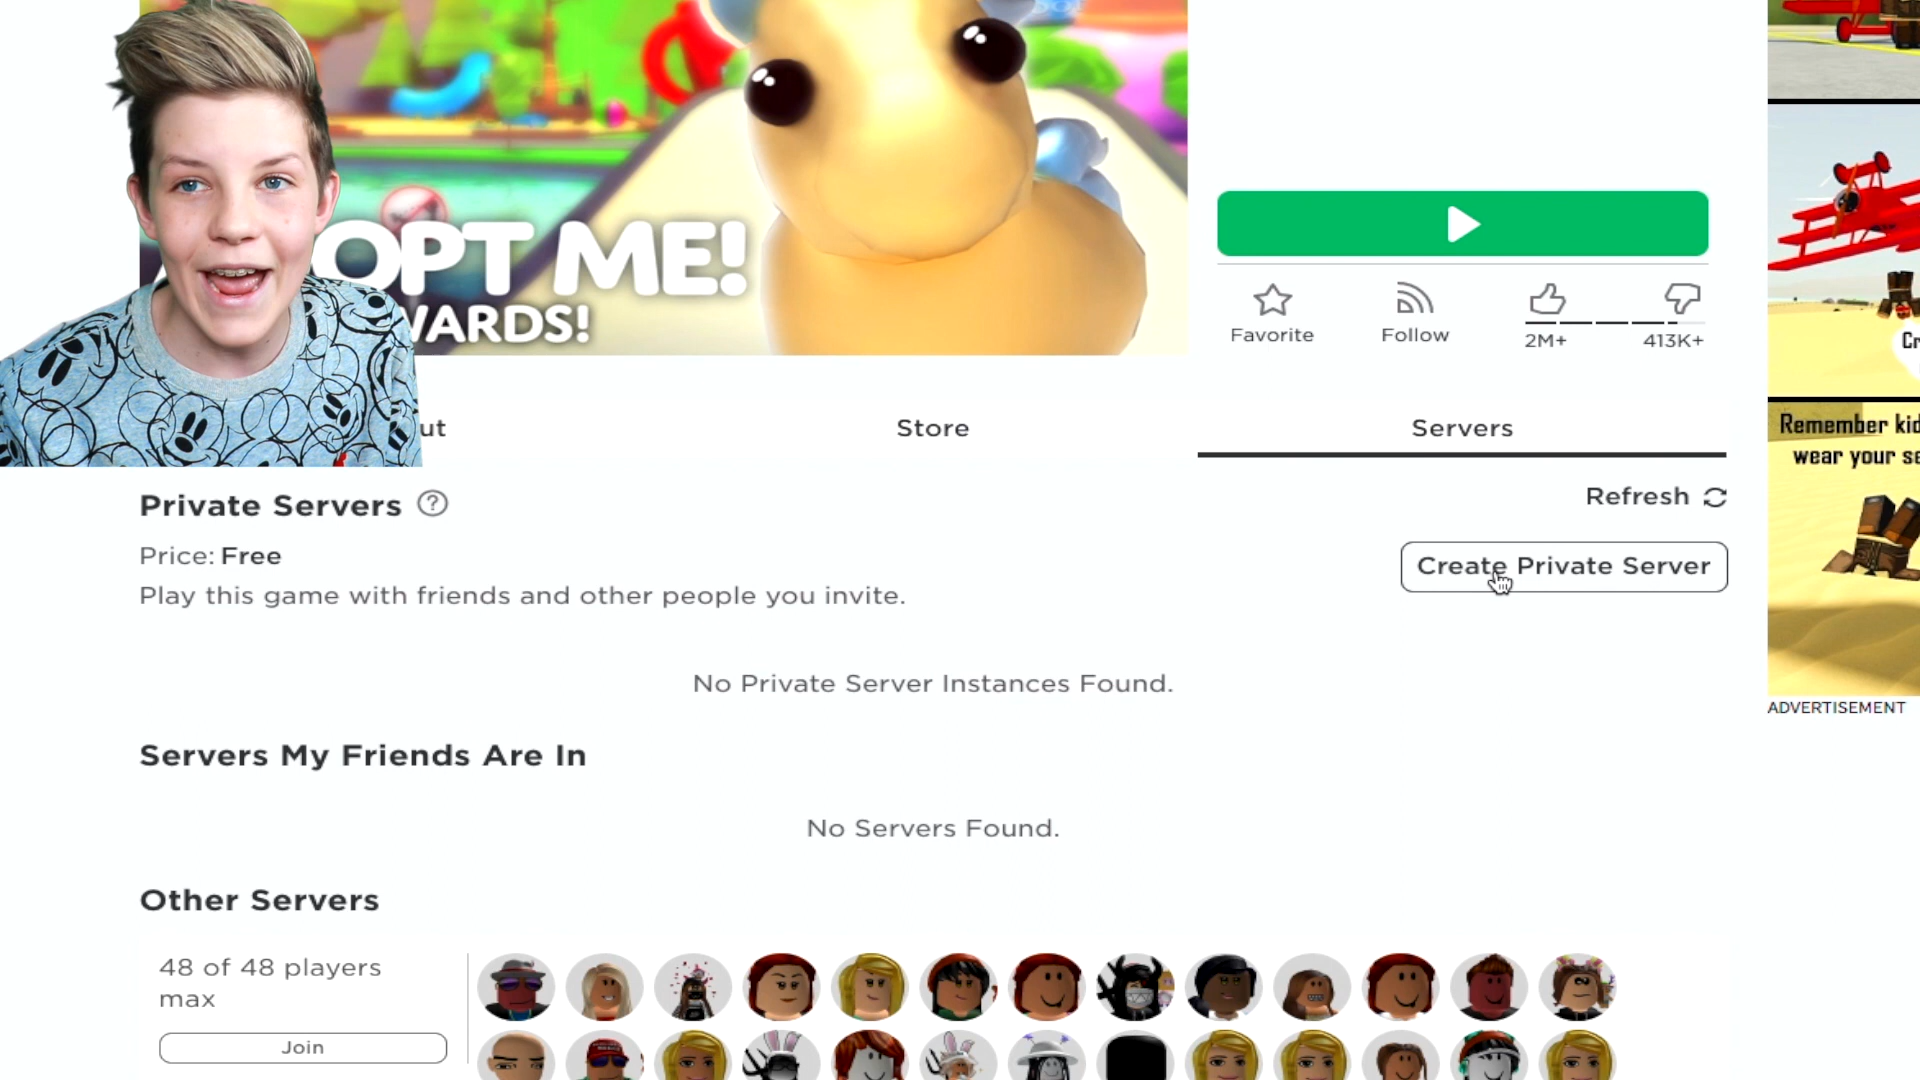 OPT ME!
WARDS!
Favorite
Follow
2M+
413K+
ut
Store
Servers
Private Servers ?
Refresh
Price: Free
Create Private Server
Play this game with friends and other people you invite.
No Private Server Instances Found.
Servers My Friends Are In
No Servers Found.
Other Servers
48 of 48 players
max
Join
Cr
Remember kid
wear your se
ADVERTISEMENT